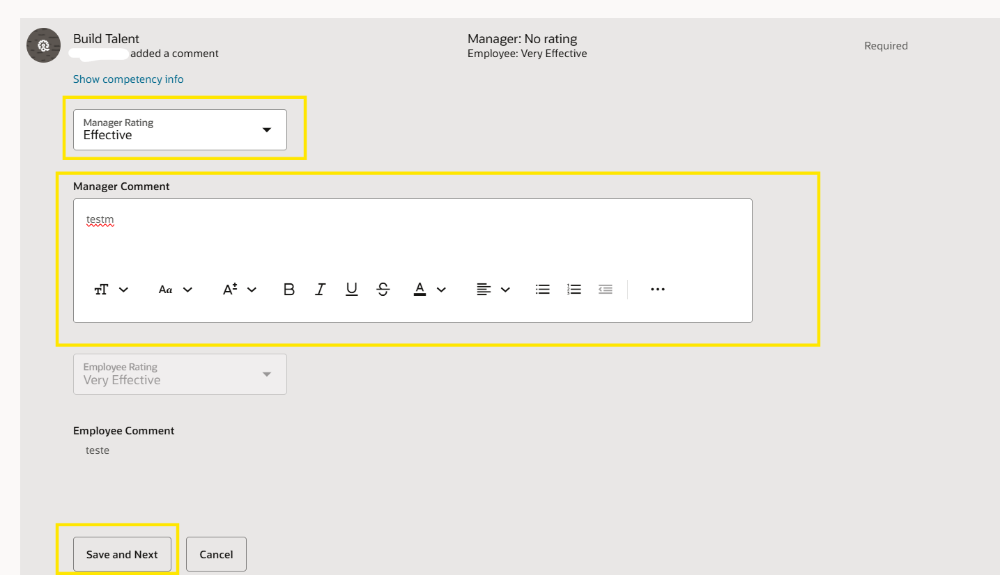 Build Talent
added a comment
Manager: No rating
Employee: Very Effective
Required
Show competency info
Manager Rating
Effective
Manager Comment
testm
Employee Rating
Very Effective
Employee Comment
teste
Save and Next
Cancel